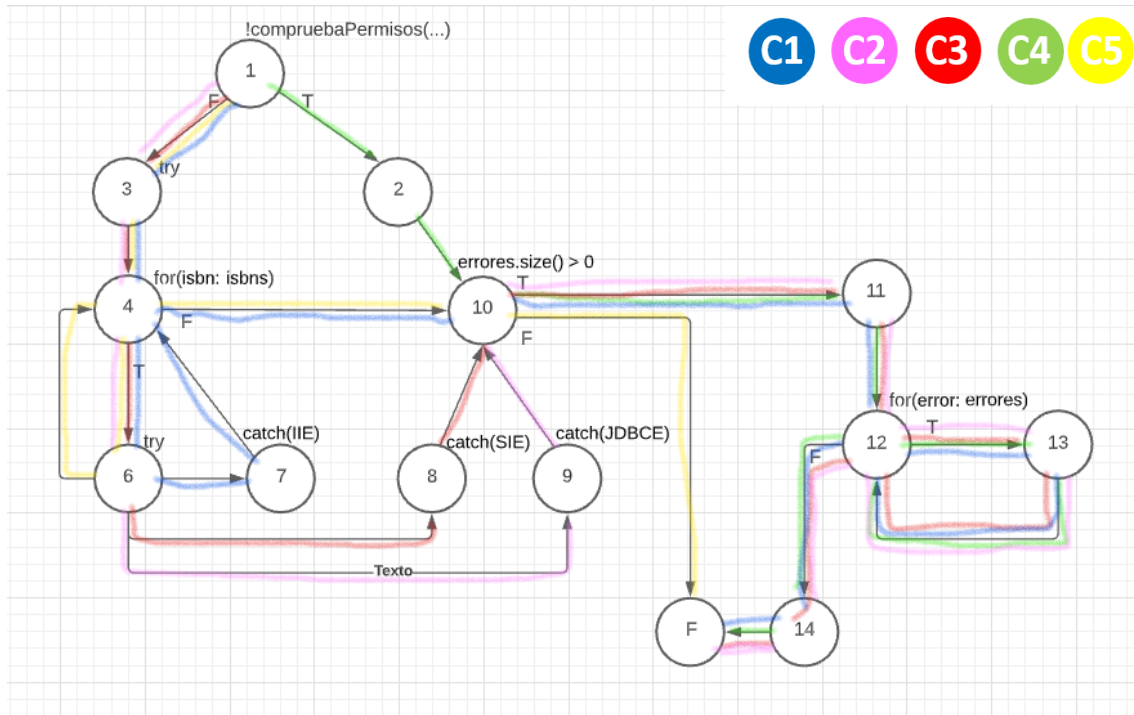 !compruebaPermisos(...)
C1 C2 C3 C4 C5
1
F T
3 try
2
for(isbn: isbns)
errores.size() > 0
4 F
10 T
F
11
T
for(error: errores)
6 try
7 catch(IIE)
8 catch(SIE)
9 catch(JDBCE)
12 T
F
13
Texto
F
14